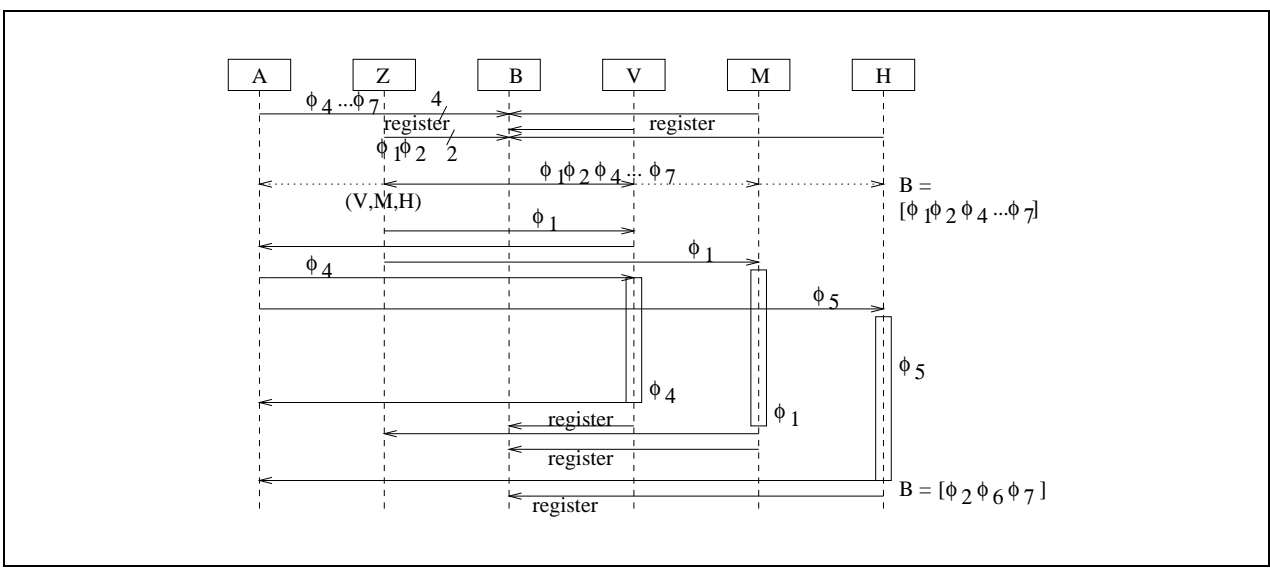 A Z B V M H
ϕ 4 ...ϕ 7 4
register register
ϕ 1ϕ 2 2
ϕ 1ϕ 2 ϕ 4 ... ϕ 7 B =
(V,M,H) [ϕ 1ϕ 2 ϕ 4 ...ϕ 7]
ϕ 1
ϕ 1
ϕ 4
ϕ 5
ϕ 5
ϕ 4
ϕ 1
register
register
B = [ϕ 2 ϕ 6 ϕ 7 ]
register